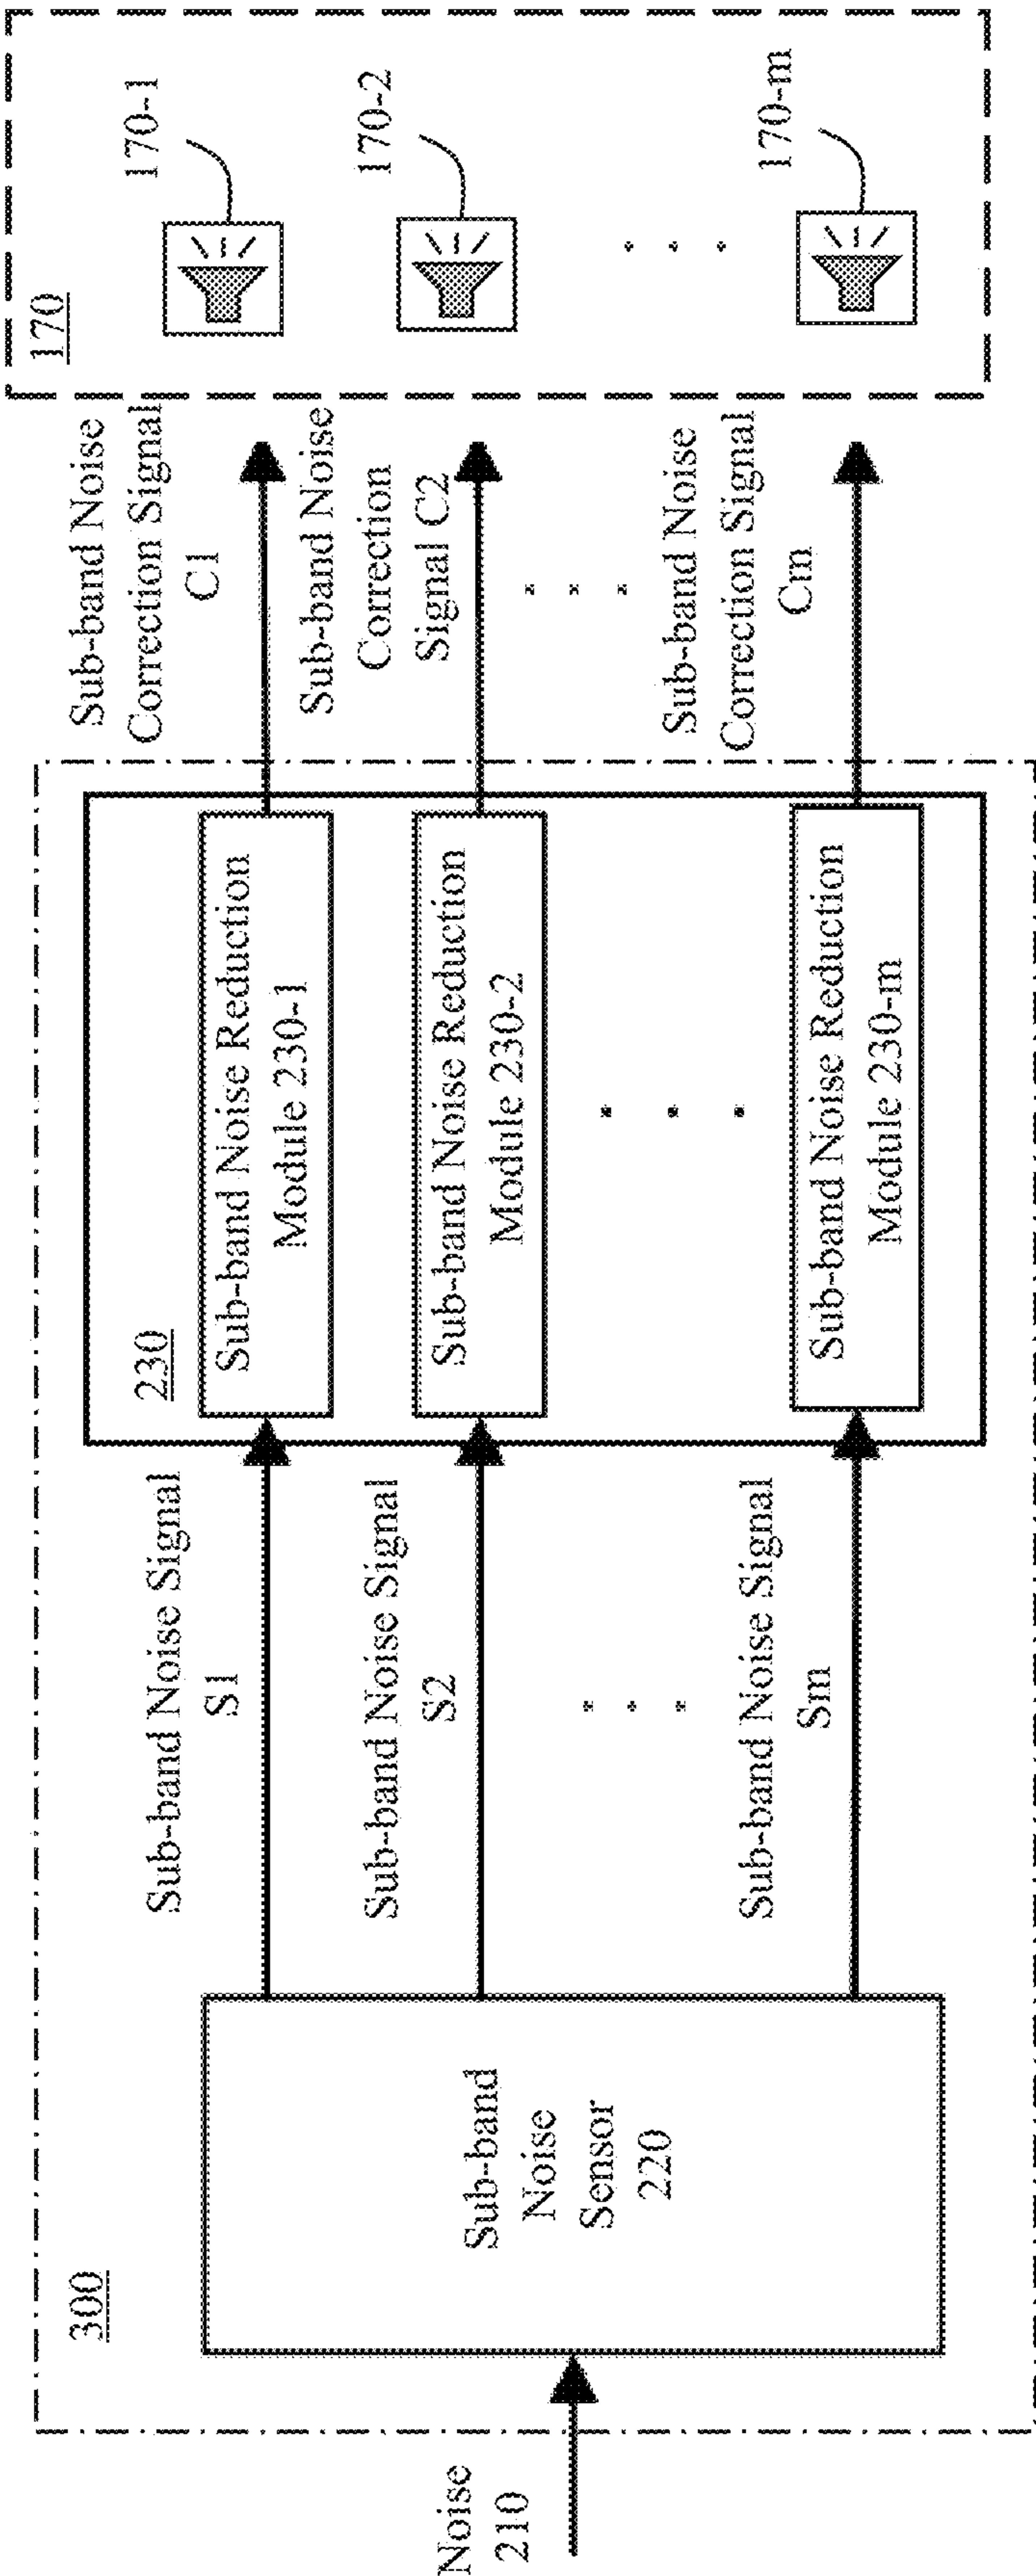 Noise
210
300
Sub-band
Noise
Sensor
220
Sub-band Noise Signal
S1
Sub-band Noise Signal
S2
Sub-band Noise Signal
Sm
230
Sub-band Noise Reduction
Module 230-1
Sub-band Noise Reduction
Module 230-2
Sub-band Noise Reduction
Module 230-m
Sub-band Noise
Correction Signal
C1
Sub-band Noise
Correction
Signal C2
Sub-band Noise
Correction Signal
Cm
170
170-1
170-2
170-m